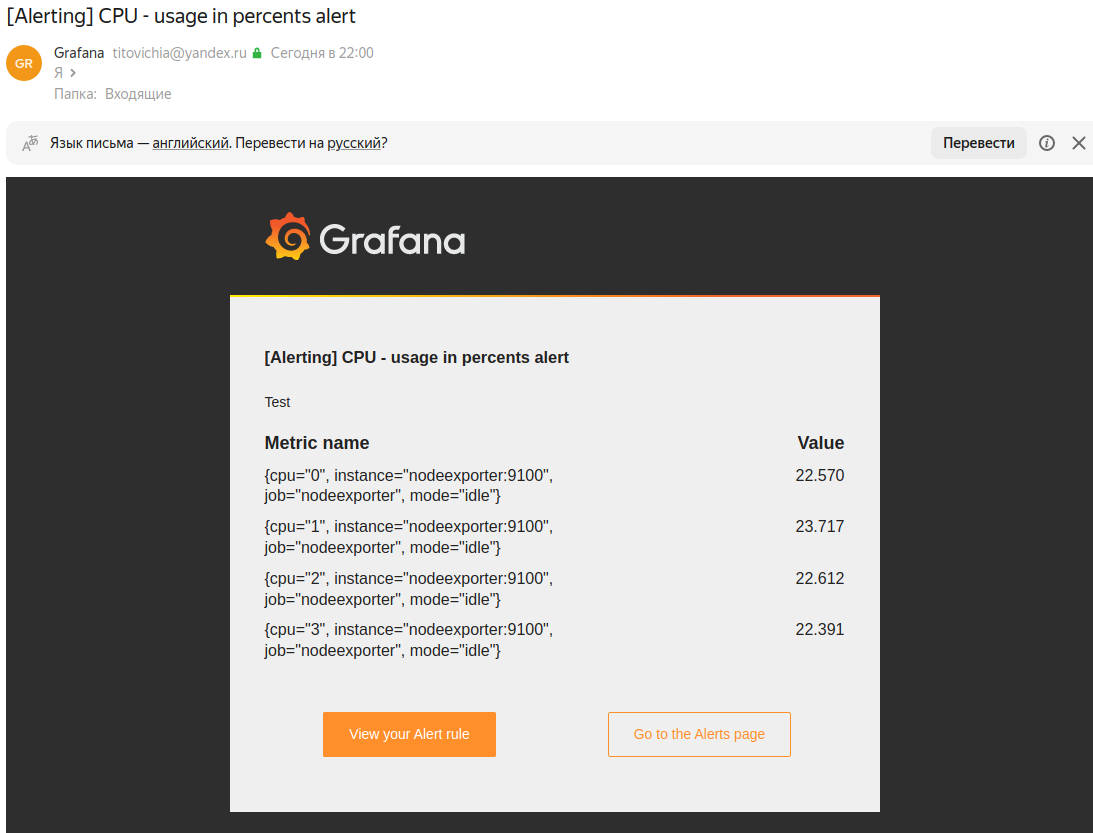 [Alerting] CPU - usage in percents alert
GR
Grafana titovichia@yandex.ru Сегодня в 22:00
Я >
Папка: Входящие
Язык письма — английский. Перевести на русский?
Перевести
Grafana
[Alerting] CPU - usage in percents alert
Test
Metric name Value
{cpu="0", instance="nodeexporter:9100", 22.570
job="nodeexporter", mode="idle"}
{cpu="1", instance="nodeexporter:9100", 23.717
job="nodeexporter", mode="idle"}
{cpu="2", instance="nodeexporter:9100", 22.612
job="nodeexporter", mode="idle"}
{cpu="3", instance="nodeexporter:9100", 22.391
job="nodeexporter", mode="idle"}
View your Alert rule
Go to the Alerts page